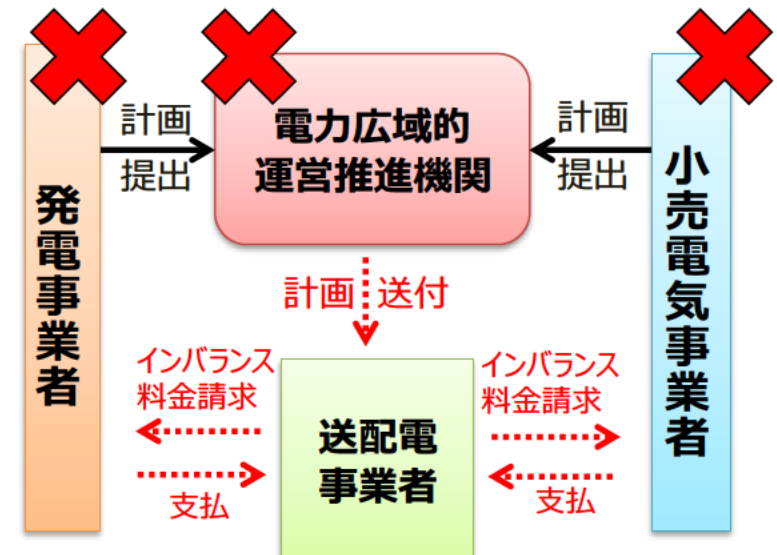 計画
提出
電力広域的
運営推進機関
計画
提出
発電事業者
小売電気事業者
計画 送付
インバランス
料金請求
インバランス
料金請求
送配電
事業者
支払
支払